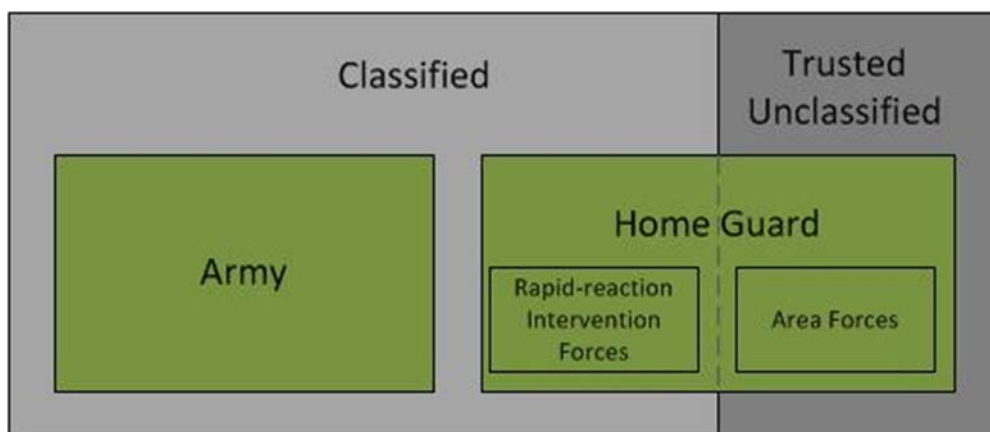 Classified
Trusted
Unclassified
Army
Home Guard
Rapid-reaction
Intervention
Forces
Area Forces